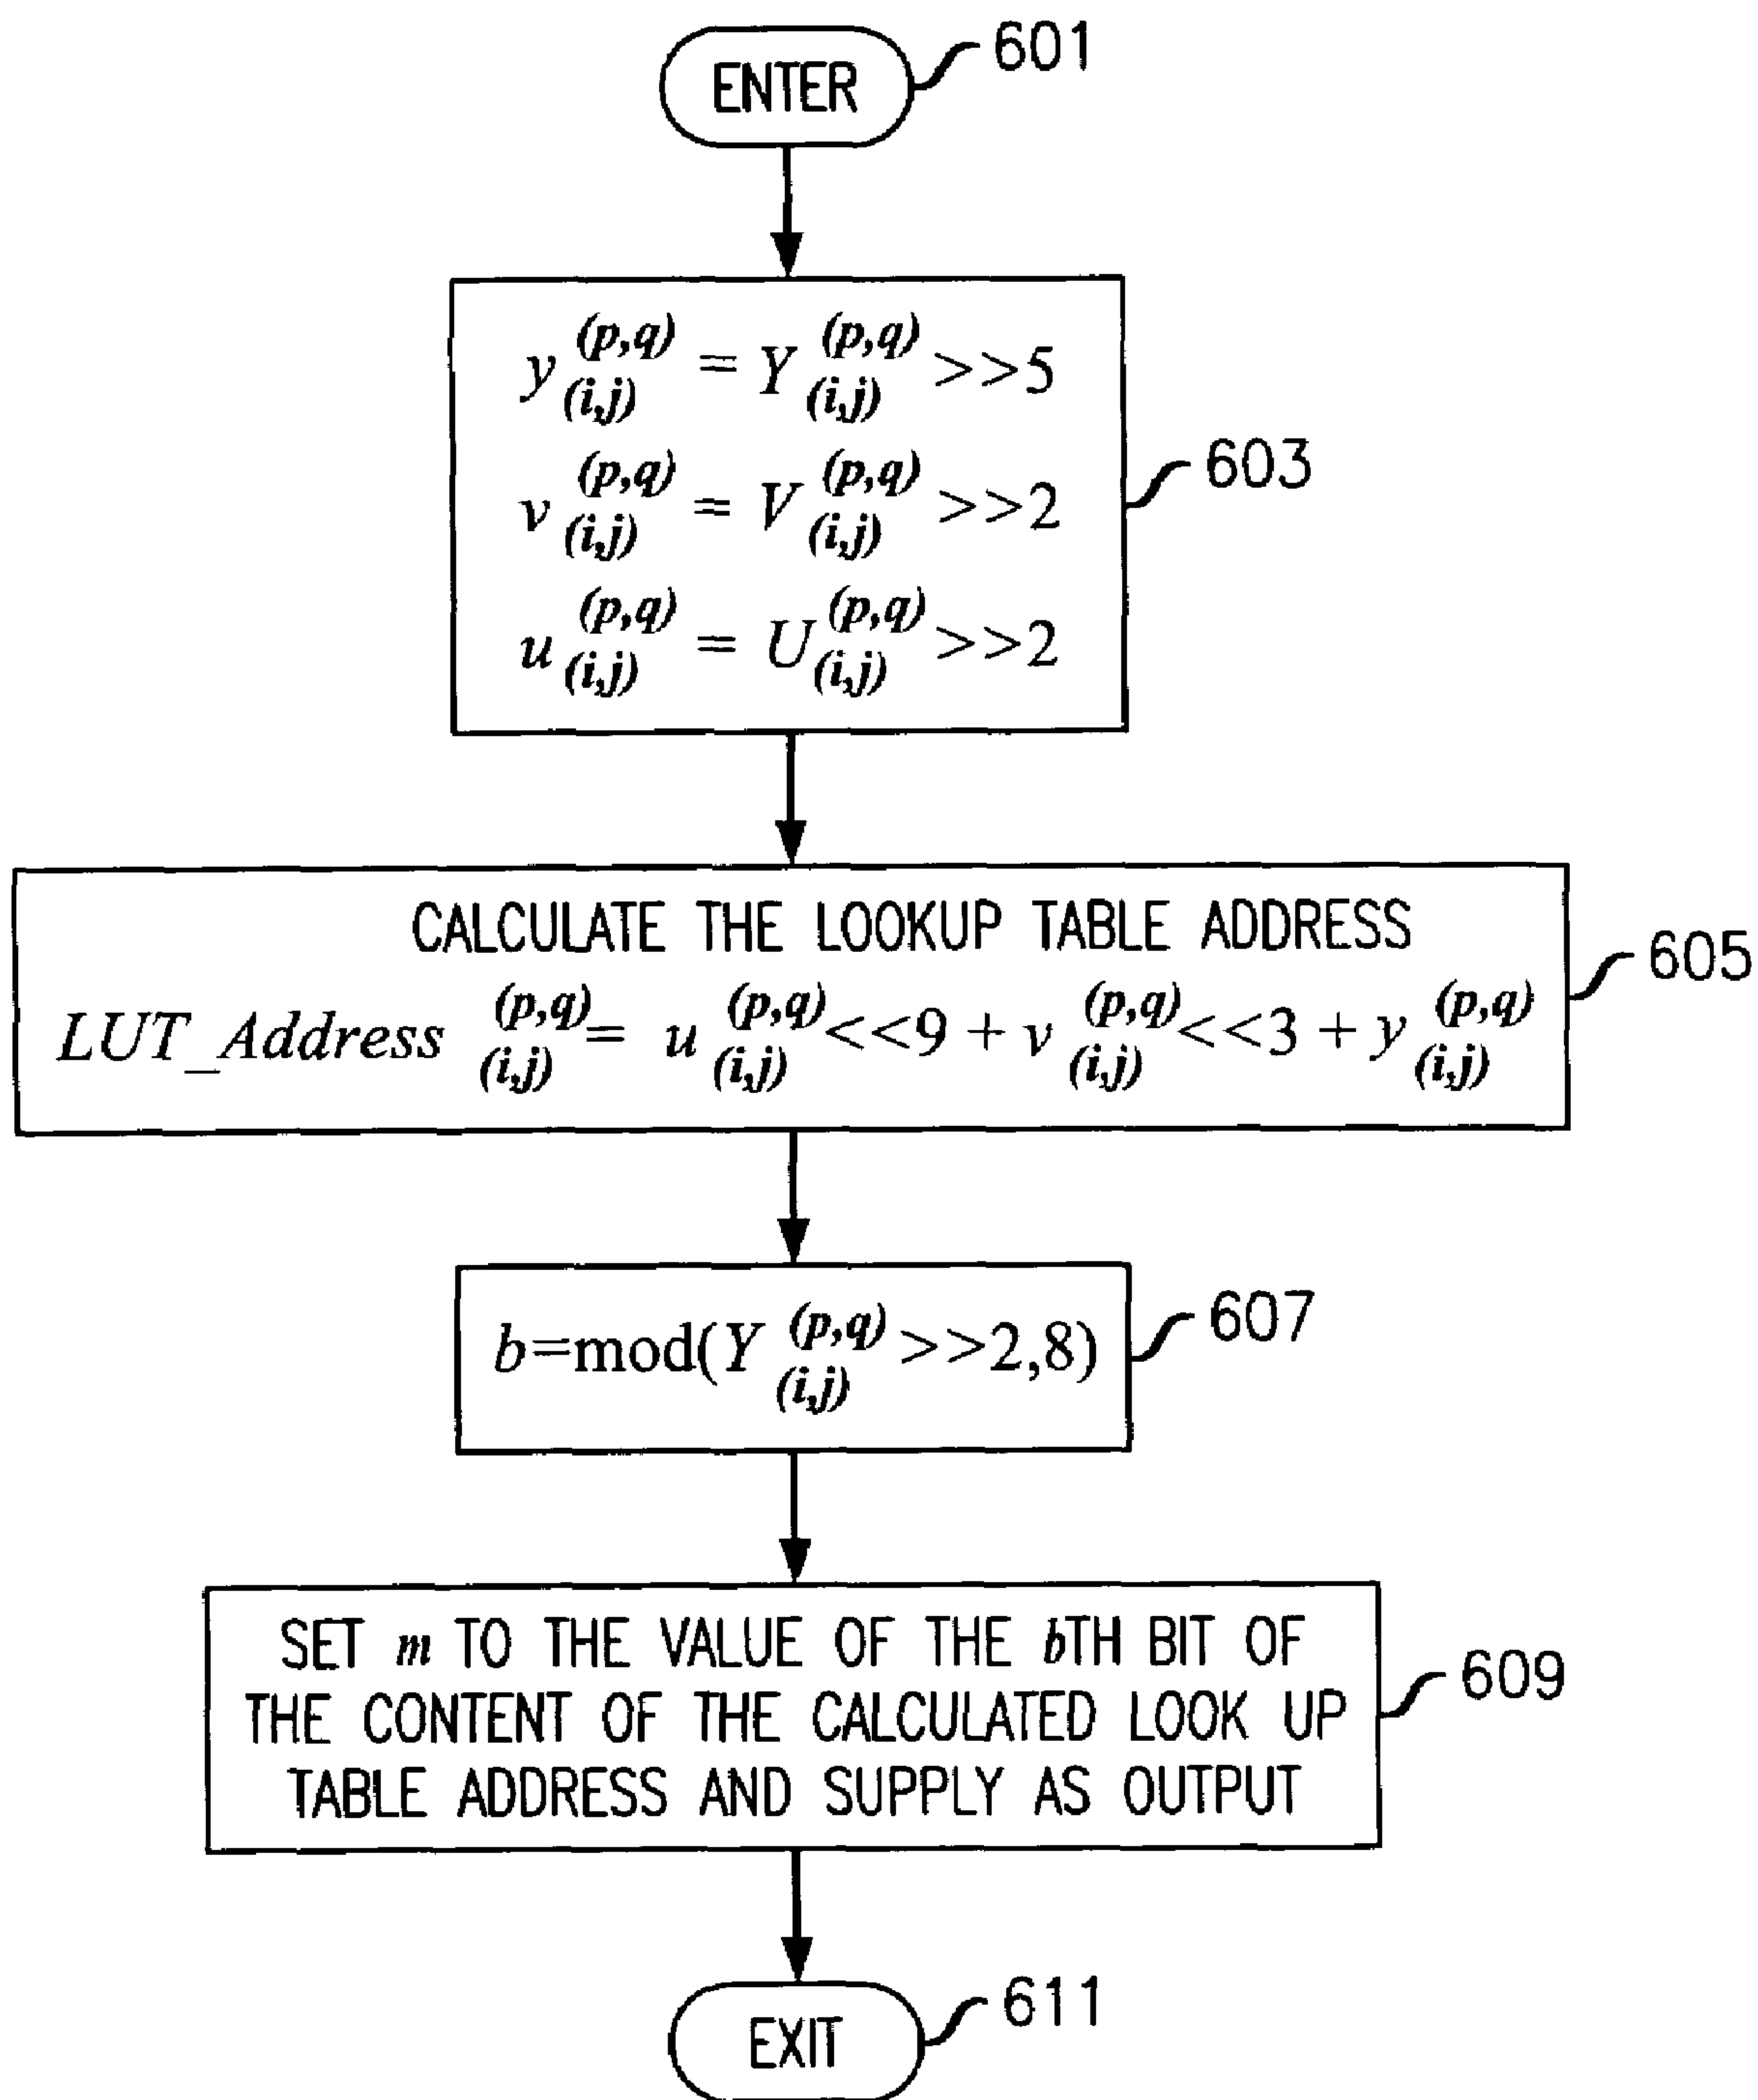 ENTER
601
y (p,q) (i,j) = Y (p,q) (i,j) >>5
v (p,q) (i,j) = V (p,q) (i,j) >>2
603
u (p,q) (i,j) = U (p,q) (i,j) >>2
CALCULATE THE LOOKUP TABLE ADDRESS
605
LUT_Address (p,q) (i,j) = u (p,q) (i,j) <<9 + v (p,q) (i,j) <<3 + y (p,q) (i,j)
b=mod(Y (p,q) (i,j) >>2,8)
607
SET m TO THE VALUE OF THE bTH BIT OF
THE CONTENT OF THE CALCULATED LOOK UP
TABLE ADDRESS AND SUPPLY AS OUTPUT
609
EXIT
611